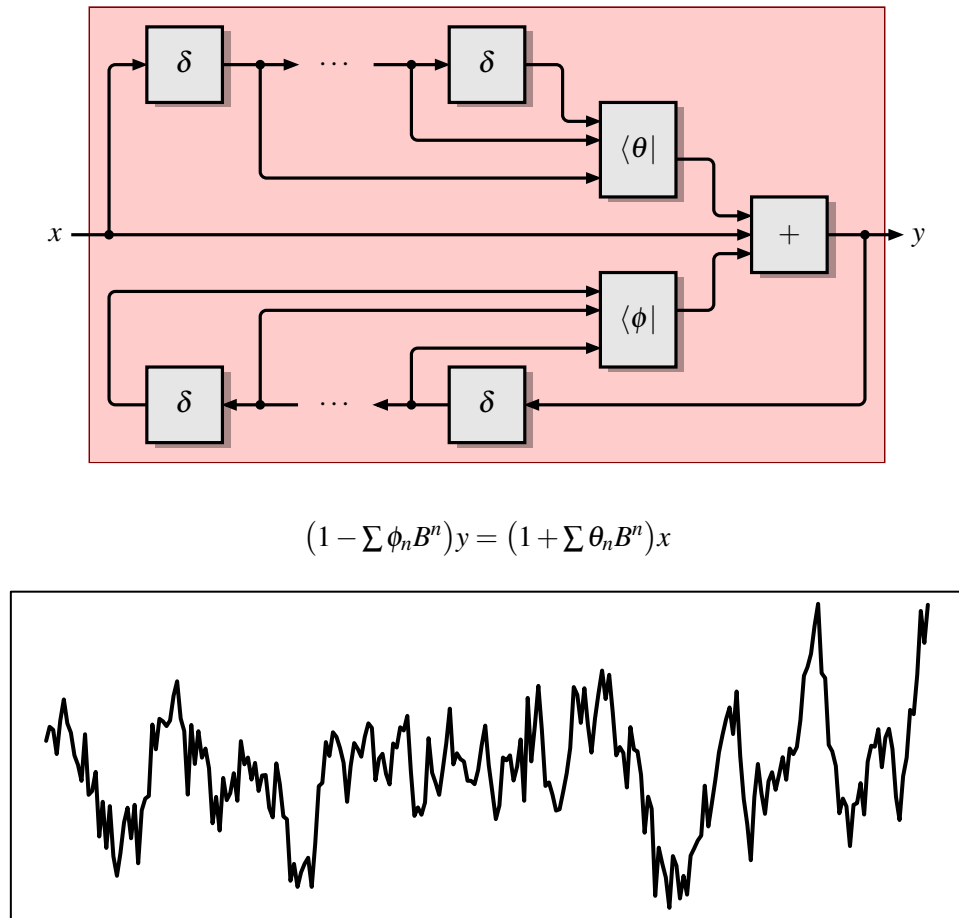 δ ··· δ
⟨θ|
x + y
⟨ϕ|
δ ··· δ
(1 − ∑ ϕₙBⁿ)y = (1 + ∑ θₙBⁿ)x